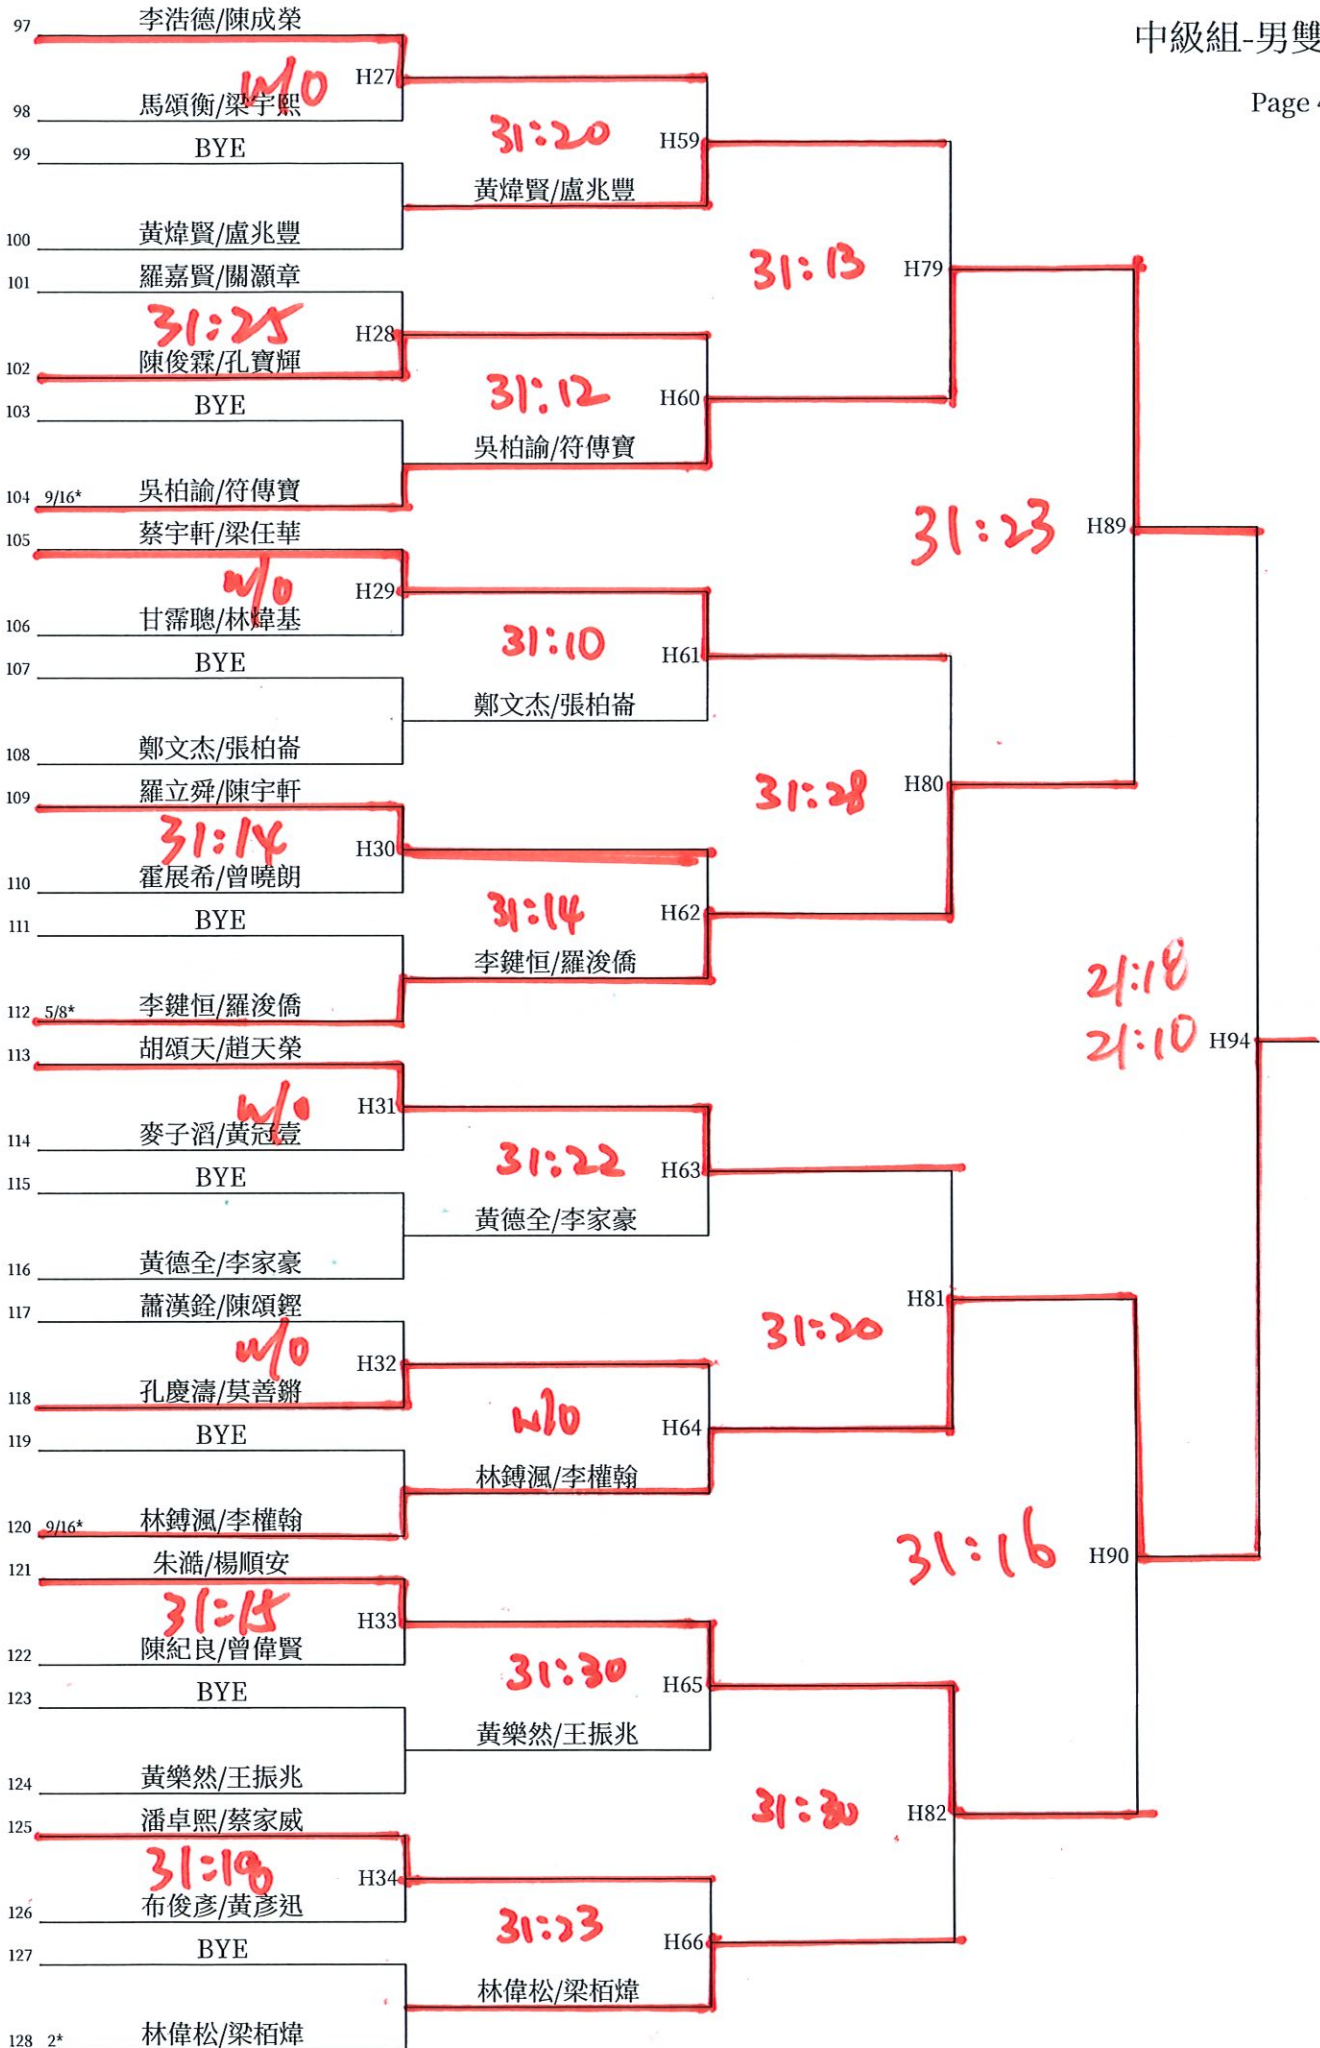 中級組-男雙
Page
97 李浩德/陳成榮
w/o H27
98 馬頌衡/梁宇熙
31:20 H59
99 BYE
黃煒賢/盧兆豐
100 黃煒賢/盧兆豐
31:13 H79
101 羅嘉賢/關灝章
31:25 H28
102 陳俊霖/孔寶輝
31:12 H60
103 BYE
吳柏諭/符傳寶
104 9/16* 吳柏諭/符傳寶
31:23 H89
105 蔡宇軒/梁任華
w/o H29
106 甘霈聰/林煒基
31:10 H61
107 BYE
鄭文杰/張柏崙
108 鄭文杰/張柏崙
31:28 H80
109 羅立舜/陳宇軒
31:14 H30
110 霍展希/曾曉朗
31:14 H62
111 BYE
李鍵恒/羅浚僑
112 5/8* 李鍵恒/羅浚僑
21:18
21:10 H94
113 胡頌天/趙天榮
w/o H31
114 麥子滔/黃冠壹
31:22 H63
115 BYE
黃德全/李家豪
116 黃德全/李家豪
31:20 H81
117 蕭漢銓/陳頌鏗
w/o H32
118 孔慶濤/莫善鏘
w/o H64
119 BYE
林鎛渢/李權翰
120 9/16* 林鎛渢/李權翰
31:16 H90
121 朱澔/楊順安
31:15 H33
122 陳紀良/曾偉賢
31:30 H65
123 BYE
黃樂然/王振兆
124 黃樂然/王振兆
31:30 H82
125 潘卓熙/蔡家威
31:18 H34
126 布俊彥/黃彥迅
31:23 H66
127 BYE
林偉松/梁栢煒
128 2* 林偉松/梁栢煒